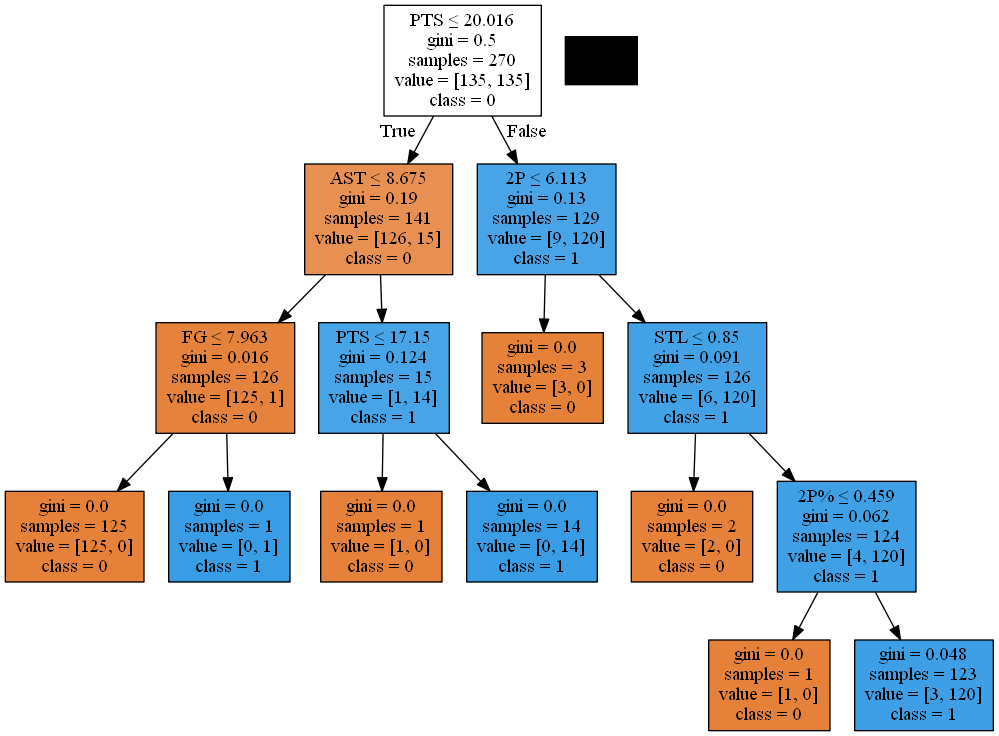 PTS ≤ 20.016
gini = 0.5
samples = 270
value = [135, 135]
class = 0
True
False
AST ≤ 8.675
gini = 0.19
samples = 141
value = [126, 15]
class = 0
2P ≤ 6.113
gini = 0.13
samples = 129
value = [9, 120]
class = 1
FG ≤ 7.963
gini = 0.016
samples = 126
value = [125, 1]
class = 0
PTS ≤ 17.15
gini = 0.124
samples = 15
value = [1, 14]
class = 1
gini = 0.0
samples = 3
value = [3, 0]
class = 0
STL ≤ 0.85
gini = 0.091
samples = 126
value = [6, 120]
class = 1
gini = 0.0
samples = 125
value = [125, 0]
class = 0
gini = 0.0
samples = 1
value = [0, 1]
class = 1
gini = 0.0
samples = 1
value = [1, 0]
class = 0
gini = 0.0
samples = 14
value = [0, 14]
class = 1
gini = 0.0
samples = 2
value = [2, 0]
class = 0
2P% ≤ 0.459
gini = 0.062
samples = 124
value = [4, 120]
class = 1
gini = 0.0
samples = 1
value = [1, 0]
class = 0
gini = 0.048
samples = 123
value = [3, 120]
class = 1